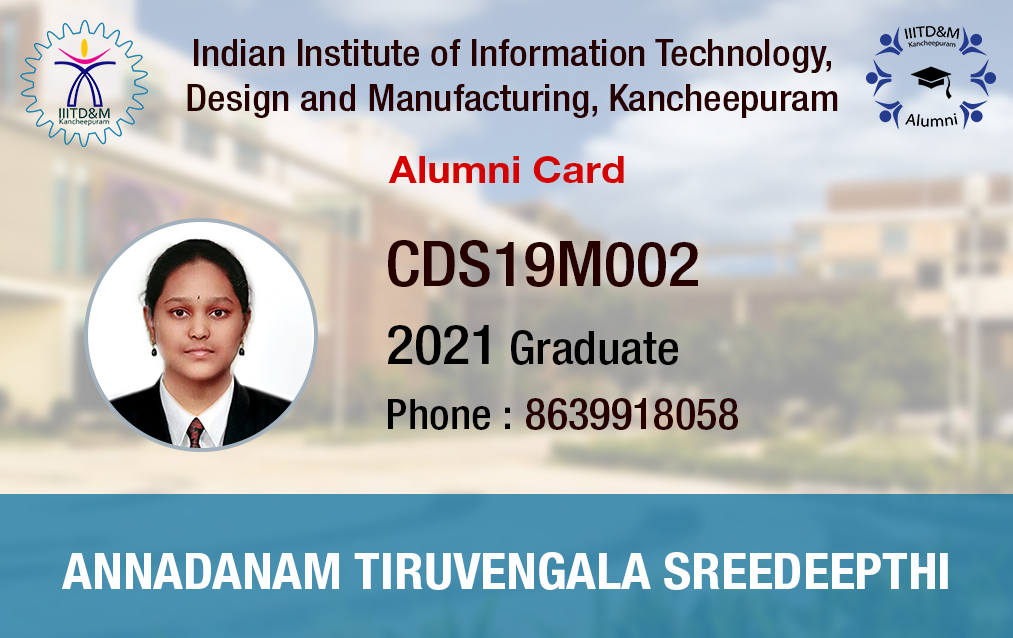 Indian Institute of Information Technology,
Design and Manufacturing, Kancheepuram
IIITD&M
Kancheepuram
IIITD&M
Kancheepuram
Alumni
Alumni Card
CDS19M002
2021 Graduate
Phone : 8639918058
ANNADANAM TIRUVENGALA SREEDEEPTHI